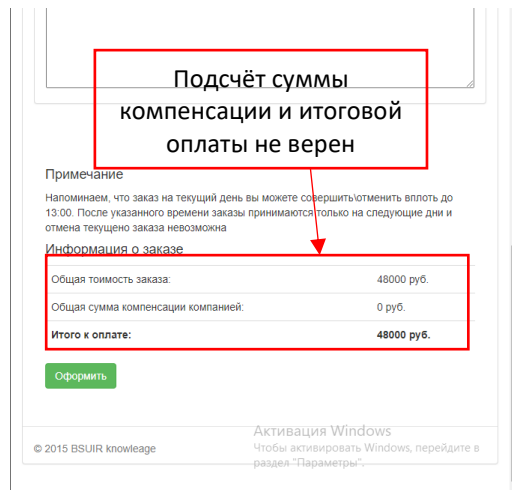 Подсчёт суммы
компенсации и итоговой
оплаты не верен
Примечание
Напоминаем, что заказ на текущий день вы можете совершить\отменить вплоть до
13:00. После указанного времени заказы принимаются только на следующие дни и
отмена текущено заказа невозможна
Информация о заказе
Общая тоимость заказа: 48000 руб.
Общая сумма компенсации компанией: 0 руб.
Итого к оплате: 48000 руб.
Оформить
Активация Windows
© 2015 BSUIR knowleage Чтобы активировать Windows, перейдите в
раздел "Параметры".